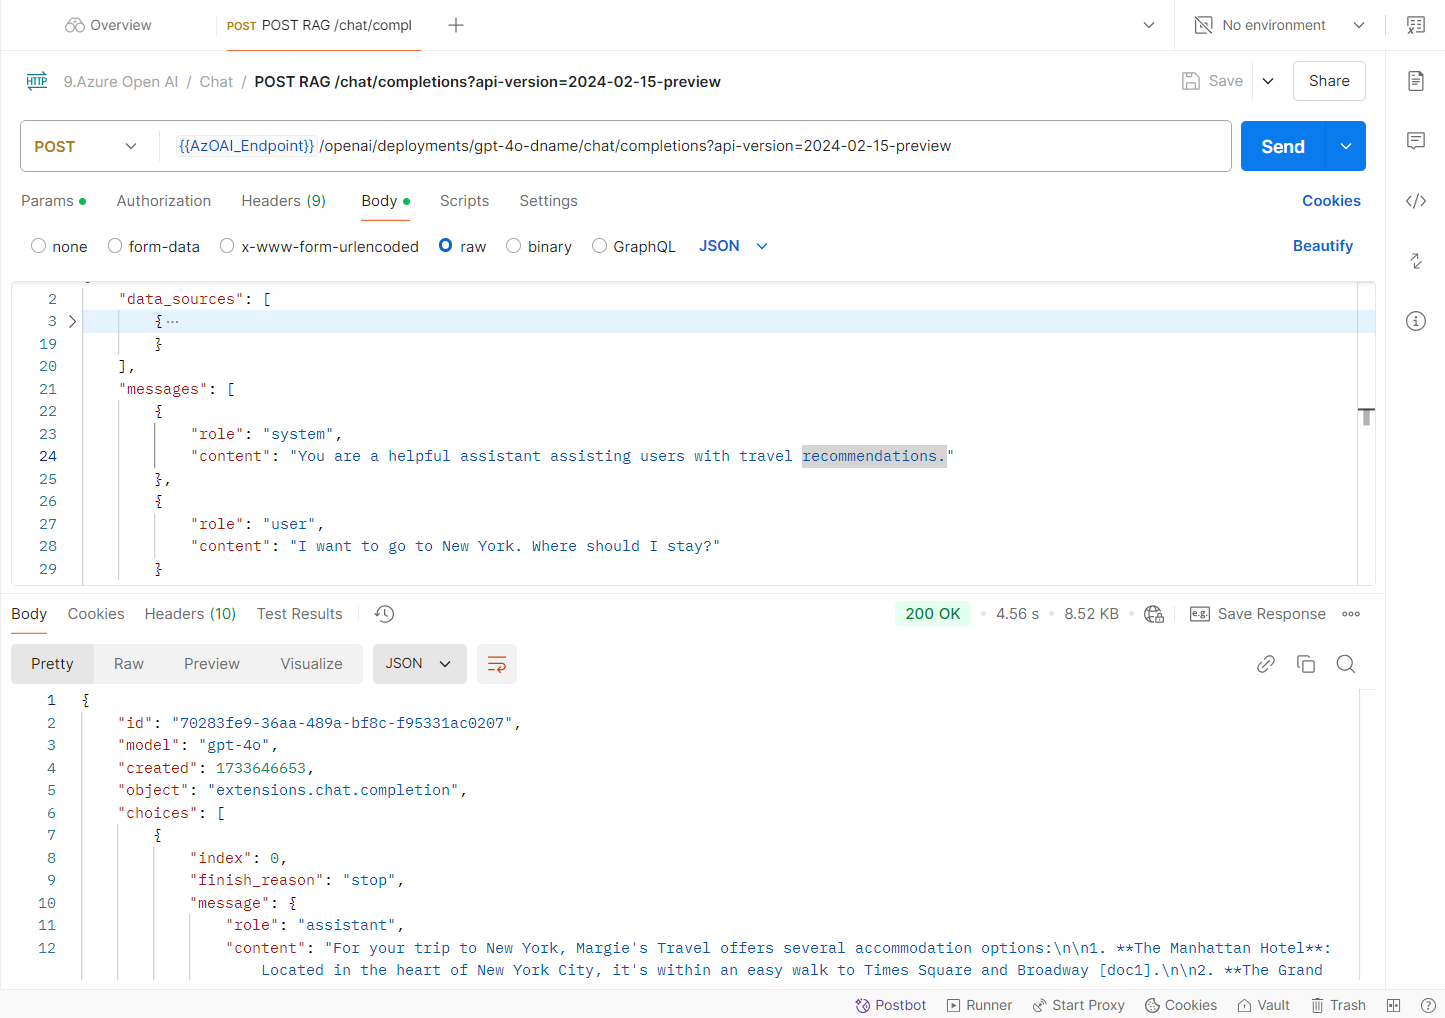 Overview
POST POST RAG /chat/compl
No environment
HTTP 9.Azure Open AI / Chat / POST RAG /chat/completions?api-version=2024-02-15-preview
Save
Share
POST
{{AzOAI_Endpoint}} /openai/deployments/gpt-4o-dname/chat/completions?api-version=2024-02-15-preview
Send
Params Authorization Headers (9) Body Scripts Settings Cookies
none form-data x-www-form-urlencoded raw binary GraphQL JSON Beautify
2 "data_sources": [
3 { ...
19 }
20 ],
21 "messages": [
22 {
23 "role": "system",
24 "content": "You are a helpful assistant assisting users with travel recommendations."
25 },
26 {
27 "role": "user",
28 "content": "I want to go to New York. Where should I stay?"
29 }
Body Cookies Headers (10) Test Results 200 OK 4.56 s 8.52 KB e.g. Save Response
Pretty Raw Preview Visualize JSON
1 {
2 "id": "70283fe9-36aa-489a-bf8c-f95331ac0207",
3 "model": "gpt-4o",
4 "created": 1733646653,
5 "object": "extensions.chat.completion",
6 "choices": [
7 {
8 "index": 0,
9 "finish_reason": "stop",
10 "message": {
11 "role": "assistant",
12 "content": "For your trip to New York, Margie's Travel offers several accommodation options:\n\n1. **The Manhattan Hotel**:
Located in the heart of New York City, it's within an easy walk to Times Square and Broadway [doc1].\n\n2. **The Grand
Postbot Runner Start Proxy Cookies Vault Trash